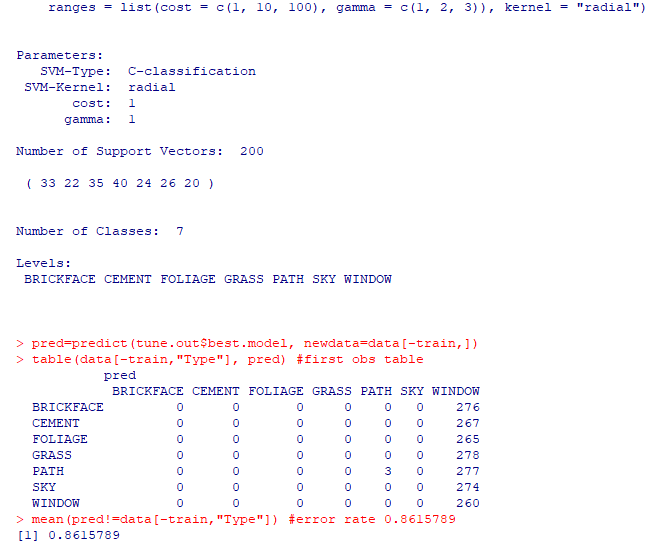 ranges = list(cost = c(1, 10, 100), gamma = c(1, 2, 3)), kernel = "radial")
Parameters:
SVM-Type: C-classification
SVM-Kernel: radial
cost: 1
gamma: 1
Number of Support Vectors: 200
( 33 22 35 40 24 26 20 )
Number of Classes: 7
Levels:
BRICKFACE CEMENT FOLIAGE GRASS PATH SKY WINDOW
> pred=predict(tune.out$best.model, newdata=data[-train,])
> table(data[-train,"Type"], pred) #first obs table
pred
BRICKFACE CEMENT FOLIAGE GRASS PATH SKY WINDOW
BRICKFACE 0 0 0 0 0 0 276
CEMENT 0 0 0 0 0 0 267
FOLIAGE 0 0 0 0 0 0 265
GRASS 0 0 0 0 0 0 278
PATH 0 0 0 0 3 0 277
SKY 0 0 0 0 0 0 274
WINDOW 0 0 0 0 0 0 260
> mean(pred!=data[-train,"Type"]) #error rate 0.8615789
[1] 0.8615789